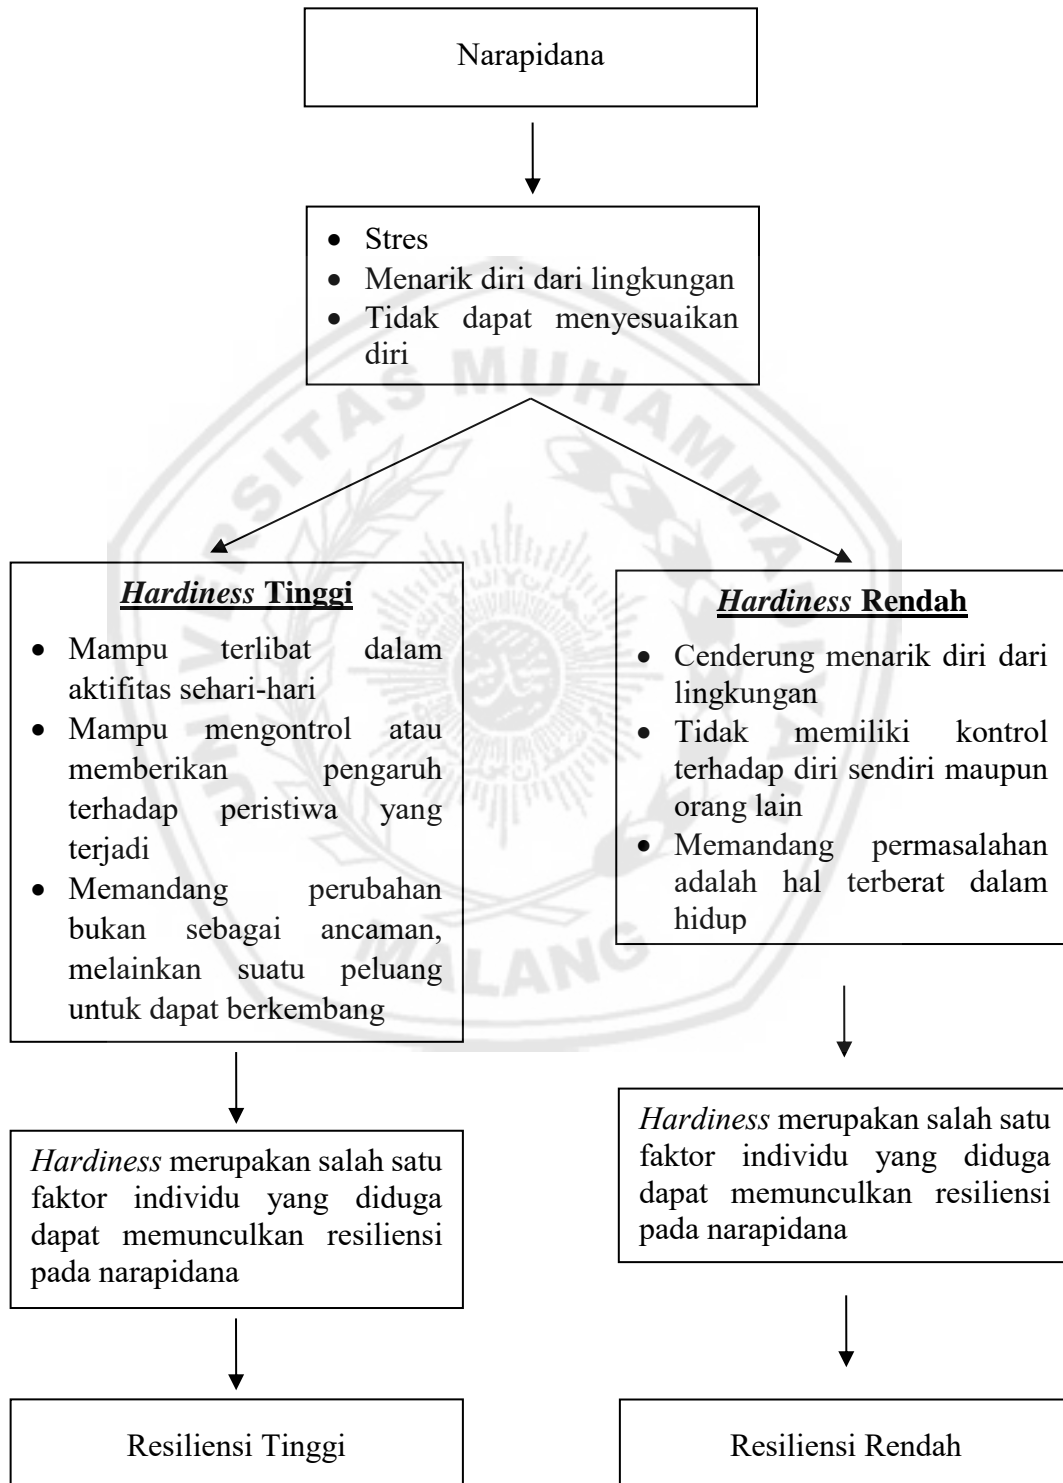 Narapidana
• Stres
• Menarik diri dari lingkungan
• Tidak dapat menyesuaikan
diri
Hardiness Tinggi
• Mampu terlibat dalam
aktifitas sehari-hari
• Mampu mengontrol atau
memberikan pengaruh
terhadap peristiwa yang
terjadi
• Memandang perubahan
bukan sebagai ancaman,
melainkan suatu peluang
untuk dapat berkembang
Hardiness Rendah
• Cenderung menarik diri dari
lingkungan
• Tidak memiliki kontrol
terhadap diri sendiri maupun
orang lain
• Memandang permasalahan
adalah hal terberat dalam
hidup
Hardiness merupakan salah satu
faktor individu yang diduga
dapat memunculkan resiliensi
pada narapidana
Hardiness merupakan salah satu
faktor individu yang diduga
dapat memunculkan resiliensi
pada narapidana
Resiliensi Tinggi
Resiliensi Rendah
UNIVERSITAS MUHAMMADIYAH
MALANG